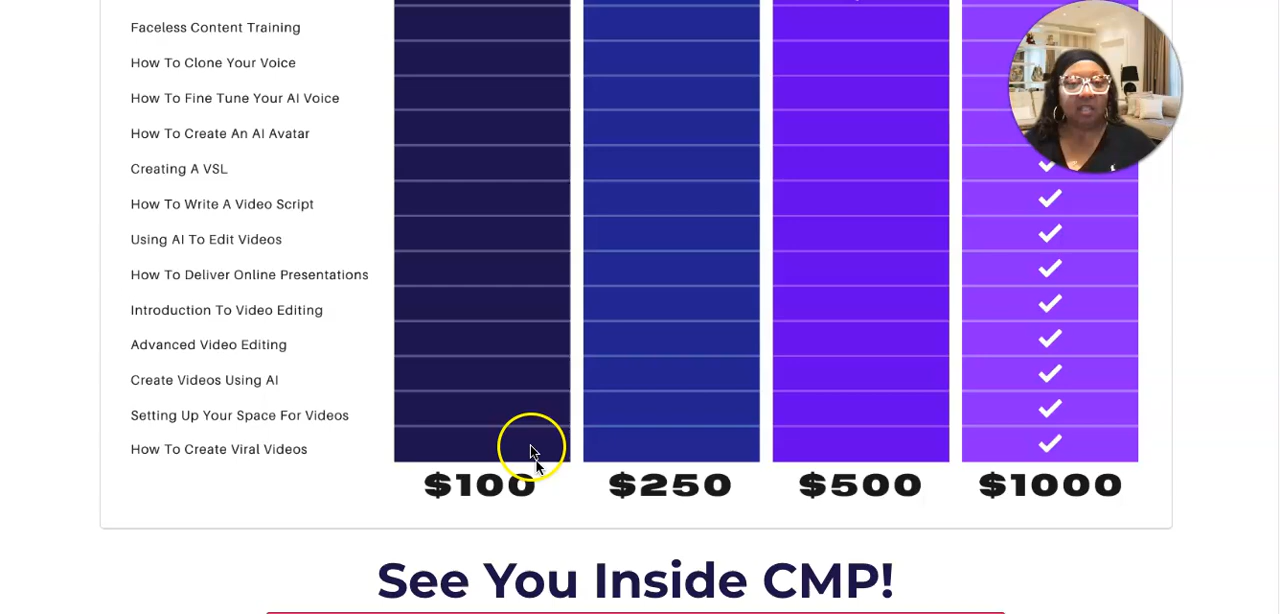 Faceless Content Training
How To Clone Your Voice
How To Fine Tune Your AI Voice
How To Create An AI Avatar
Creating A VSL
How To Write A Video Script
Using AI To Edit Videos
How To Deliver Online Presentations
Introduction To Video Editing
Advanced Video Editing
Create Videos Using AI
Setting Up Your Space For Videos
How To Create Viral Videos
$100 $250 $500 $1000
See You Inside CMP!